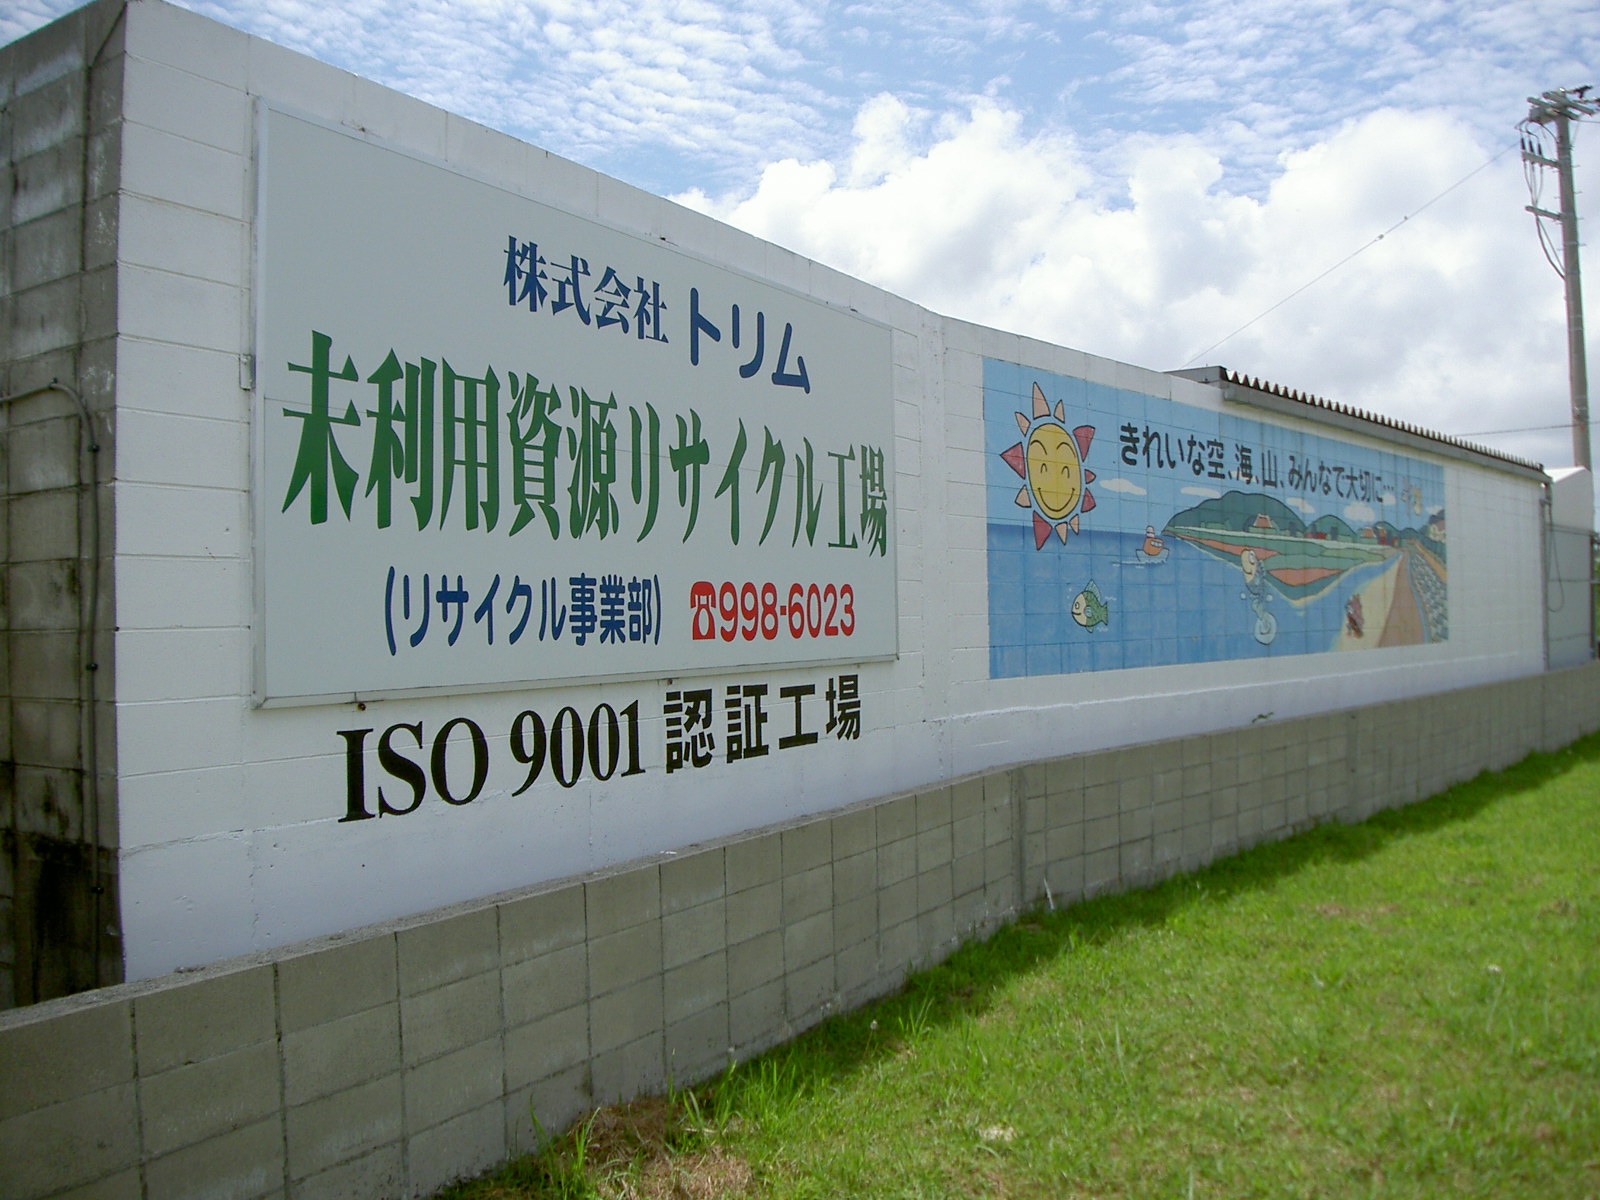 株式会社 トリム
未利用資源リサイクル工場
(リサイクル事業部) ☎998-6023
ISO 9001 認証工場
きれいな空、海、山、みんなで大切に…